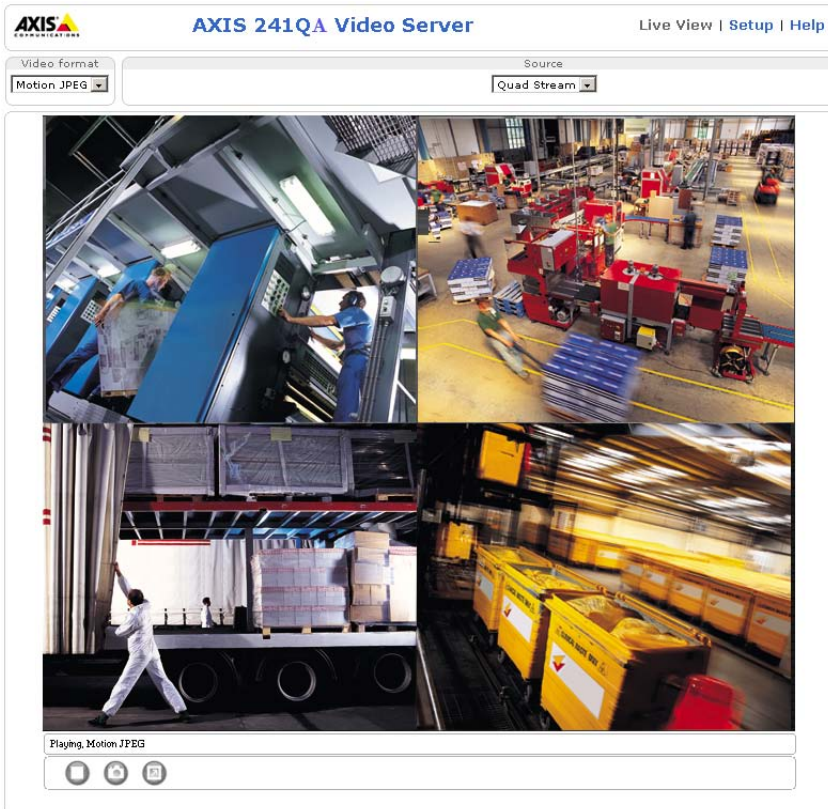 AXIS
COMMUNICATIONS
AXIS 241QA Video Server
Live View | Setup | Help
Video format
Source
Motion JPEG
Quad Stream
Playing, Motion JPEG